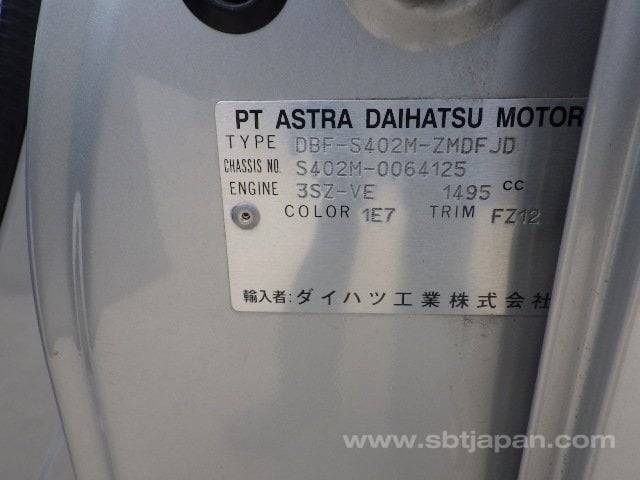 PT ASTRA DAIHATSU MOTOR
TYPE DBF-S402M-ZMDFJD
CHASSIS NO. S402M-0064125
ENGINE 3SZ-VE 1495 CC
COLOR 1E7 TRIM FZ12
輸入者:ダイハツ工業株式会社
www.sbtjapan.com